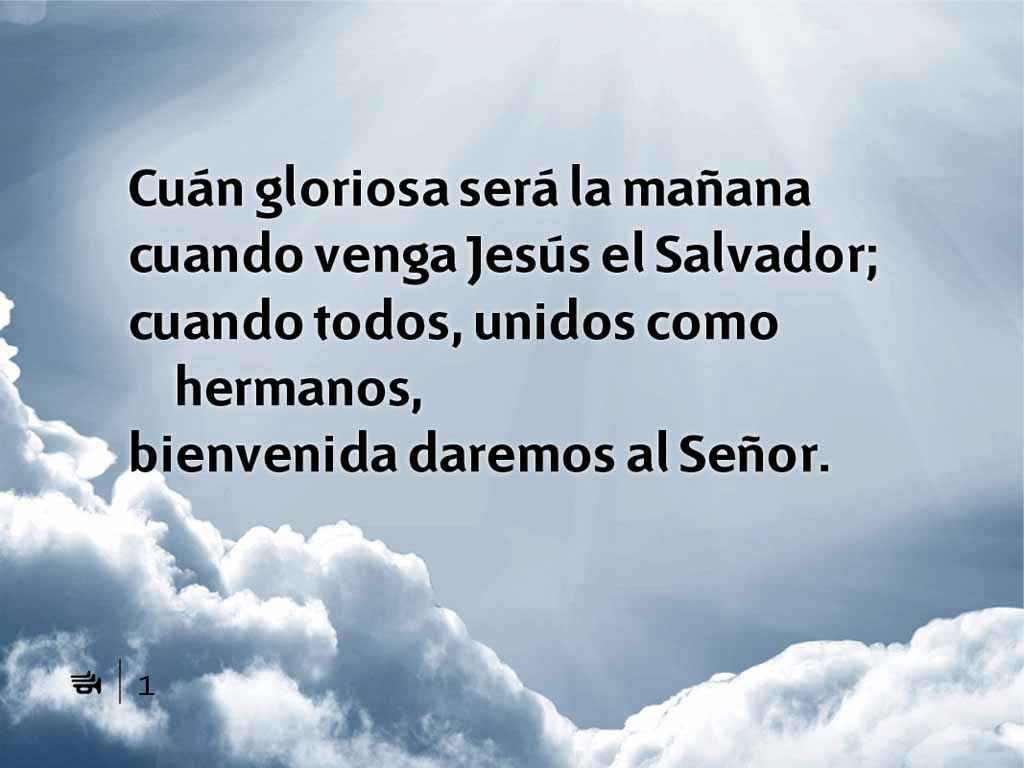 Cuán gloriosa será la mañana
cuando venga Jesús el Salvador;
cuando todos, unidos como
hermanos,
bienvenida daremos al Señor.
1